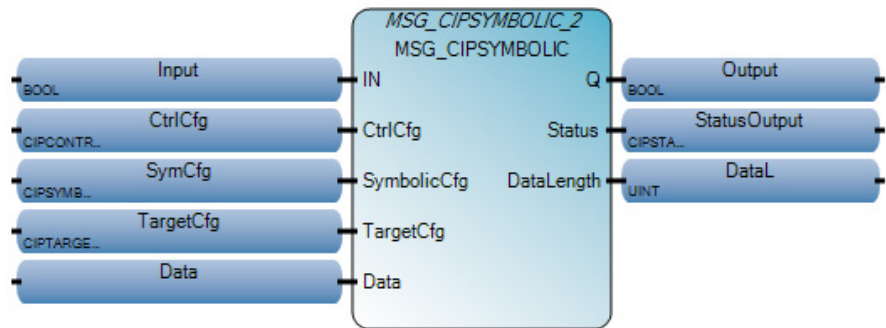 MSG_CIPSYMBOLIC_2
MSG_CIPSYMBOLIC
Input
BOOL
IN
Q
Output
BOOL
CtrlCfg
CIPCONTR...
CtrlCfg
Status
StatusOutput
CIPSTA...
SymCfg
CIPSYMB...
SymbolicCfg
DataLength
DataL
UINT
TargetCfg
CIPTARGE...
TargetCfg
Data
Data